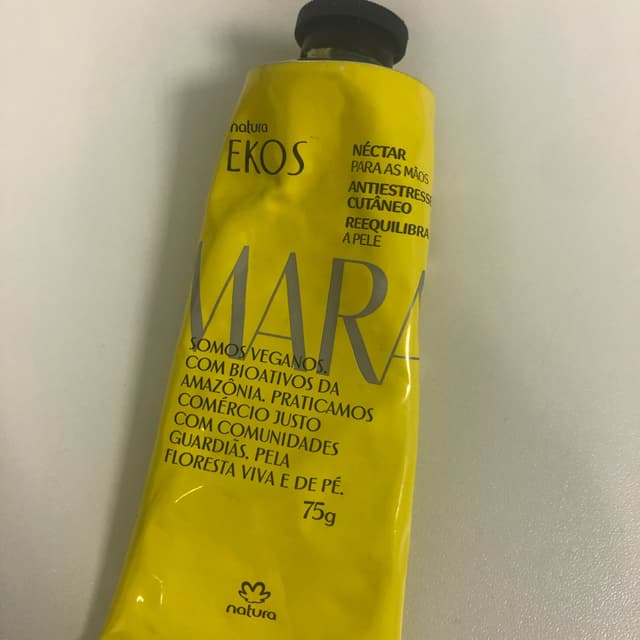 natura
EKOS
NÉCTAR
PARA AS MÃOS
ANTIESTRESSE
CUTÂNEO
REEQUILIBRA
A PELE
MARA
SOMOS VEGANOS.
COM BIOATIVOS DA
AMAZÔNIA. PRATICAMOS
COMÉRCIO JUSTO
COM COMUNIDADES
GUARDIÃS. PELA
FLORESTA VIVA E DE PÉ.
75g
natura